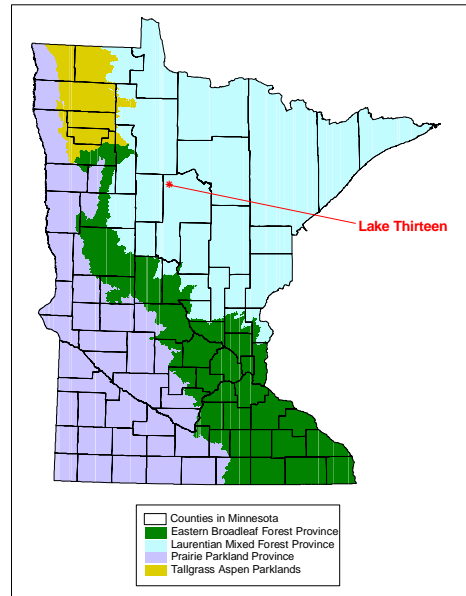 Lake Thirteen
Counties in Minnesota
Eastern Broadleaf Forest Province
Laurentian Mixed Forest Province
Prairie Parkland Province
Tallgrass Aspen Parklands